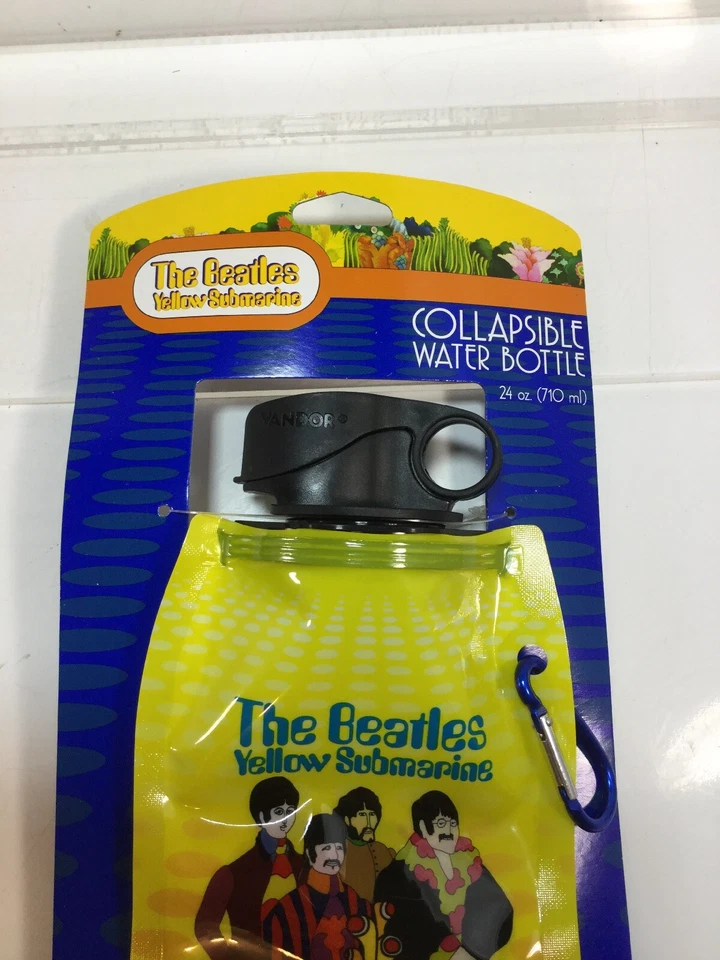 The Beatles
Yellow Submarine
COLLAPSIBLE
WATER BOTTLE
24 oz. (710 ml)
VANDOR®
The Beatles
Yellow Submarine